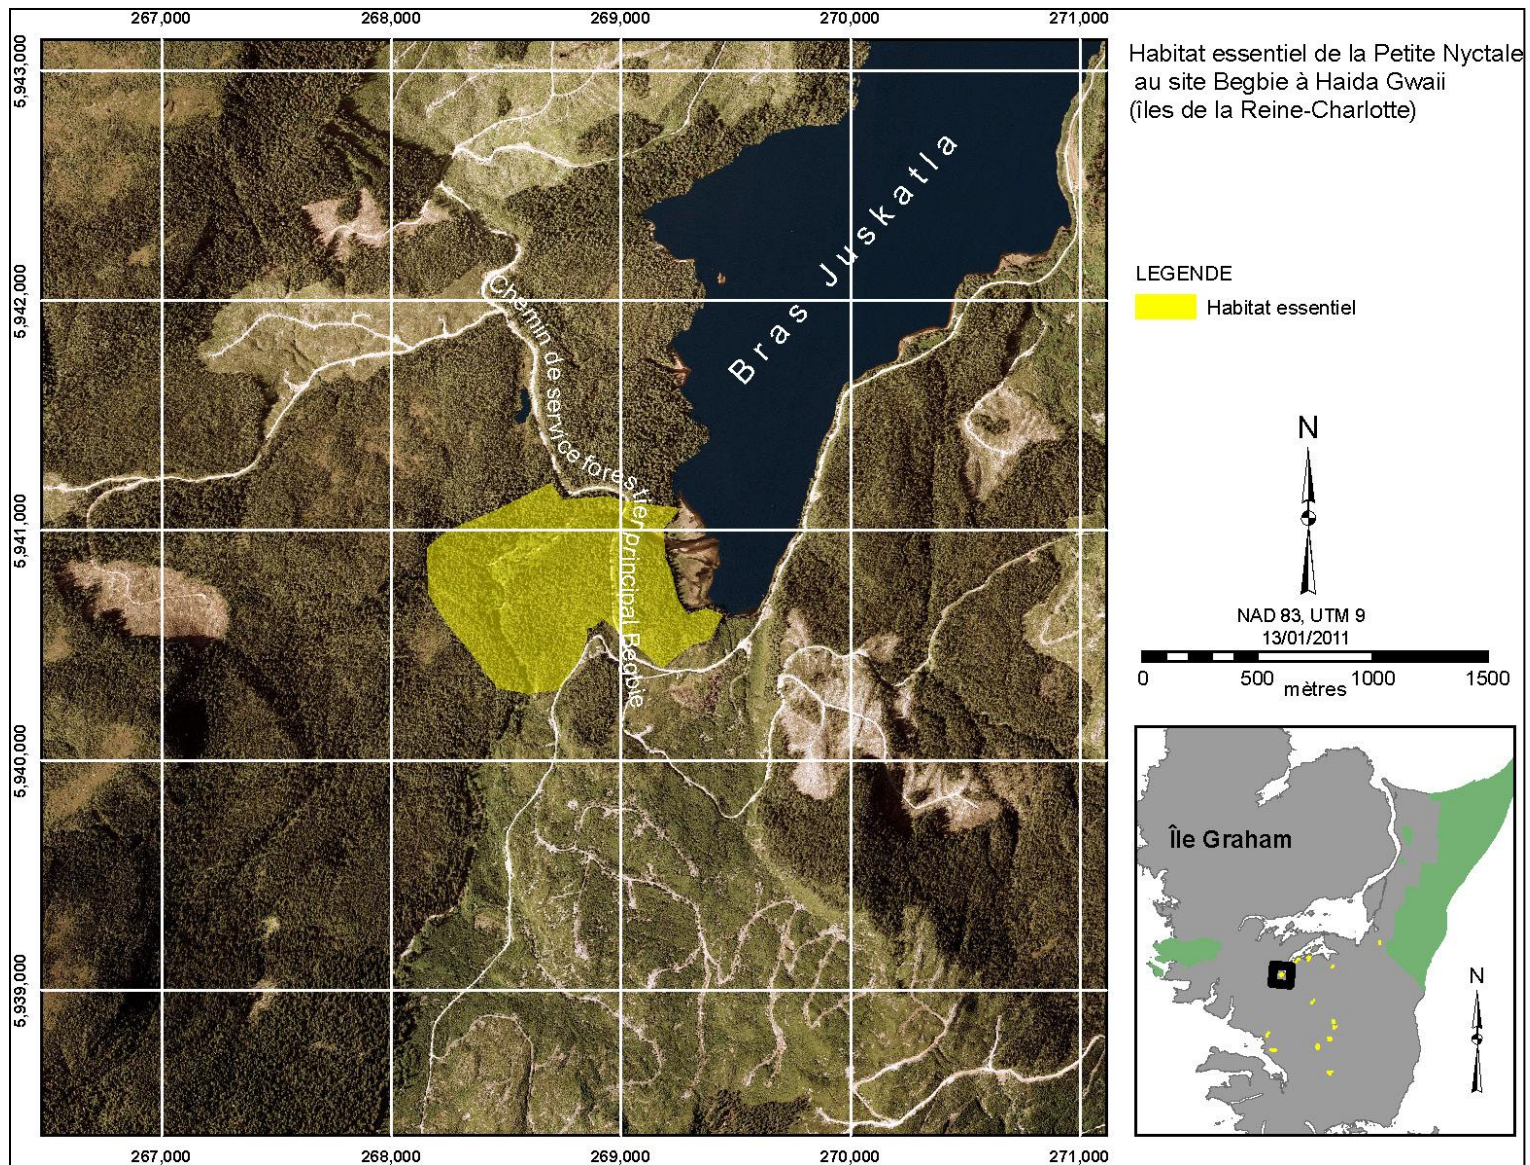 267,000
268,000
269,000
270,000
271,000
5,943,000
5,942,000
5,941,000
5,940,000
5,939,000
Bras Juskatla
Chemin de service forestier principal Begbie
267,000
268,000
269,000
270,000
271,000
Habitat essentiel de la Petite Nyctale
au site Begbie à Haida Gwaii
(îles de la Reine-Charlotte)
LEGENDE
Habitat essentiel
N
NAD 83, UTM 9
13/01/2011
0 500 1000 1500
mètres
Île Graham
N